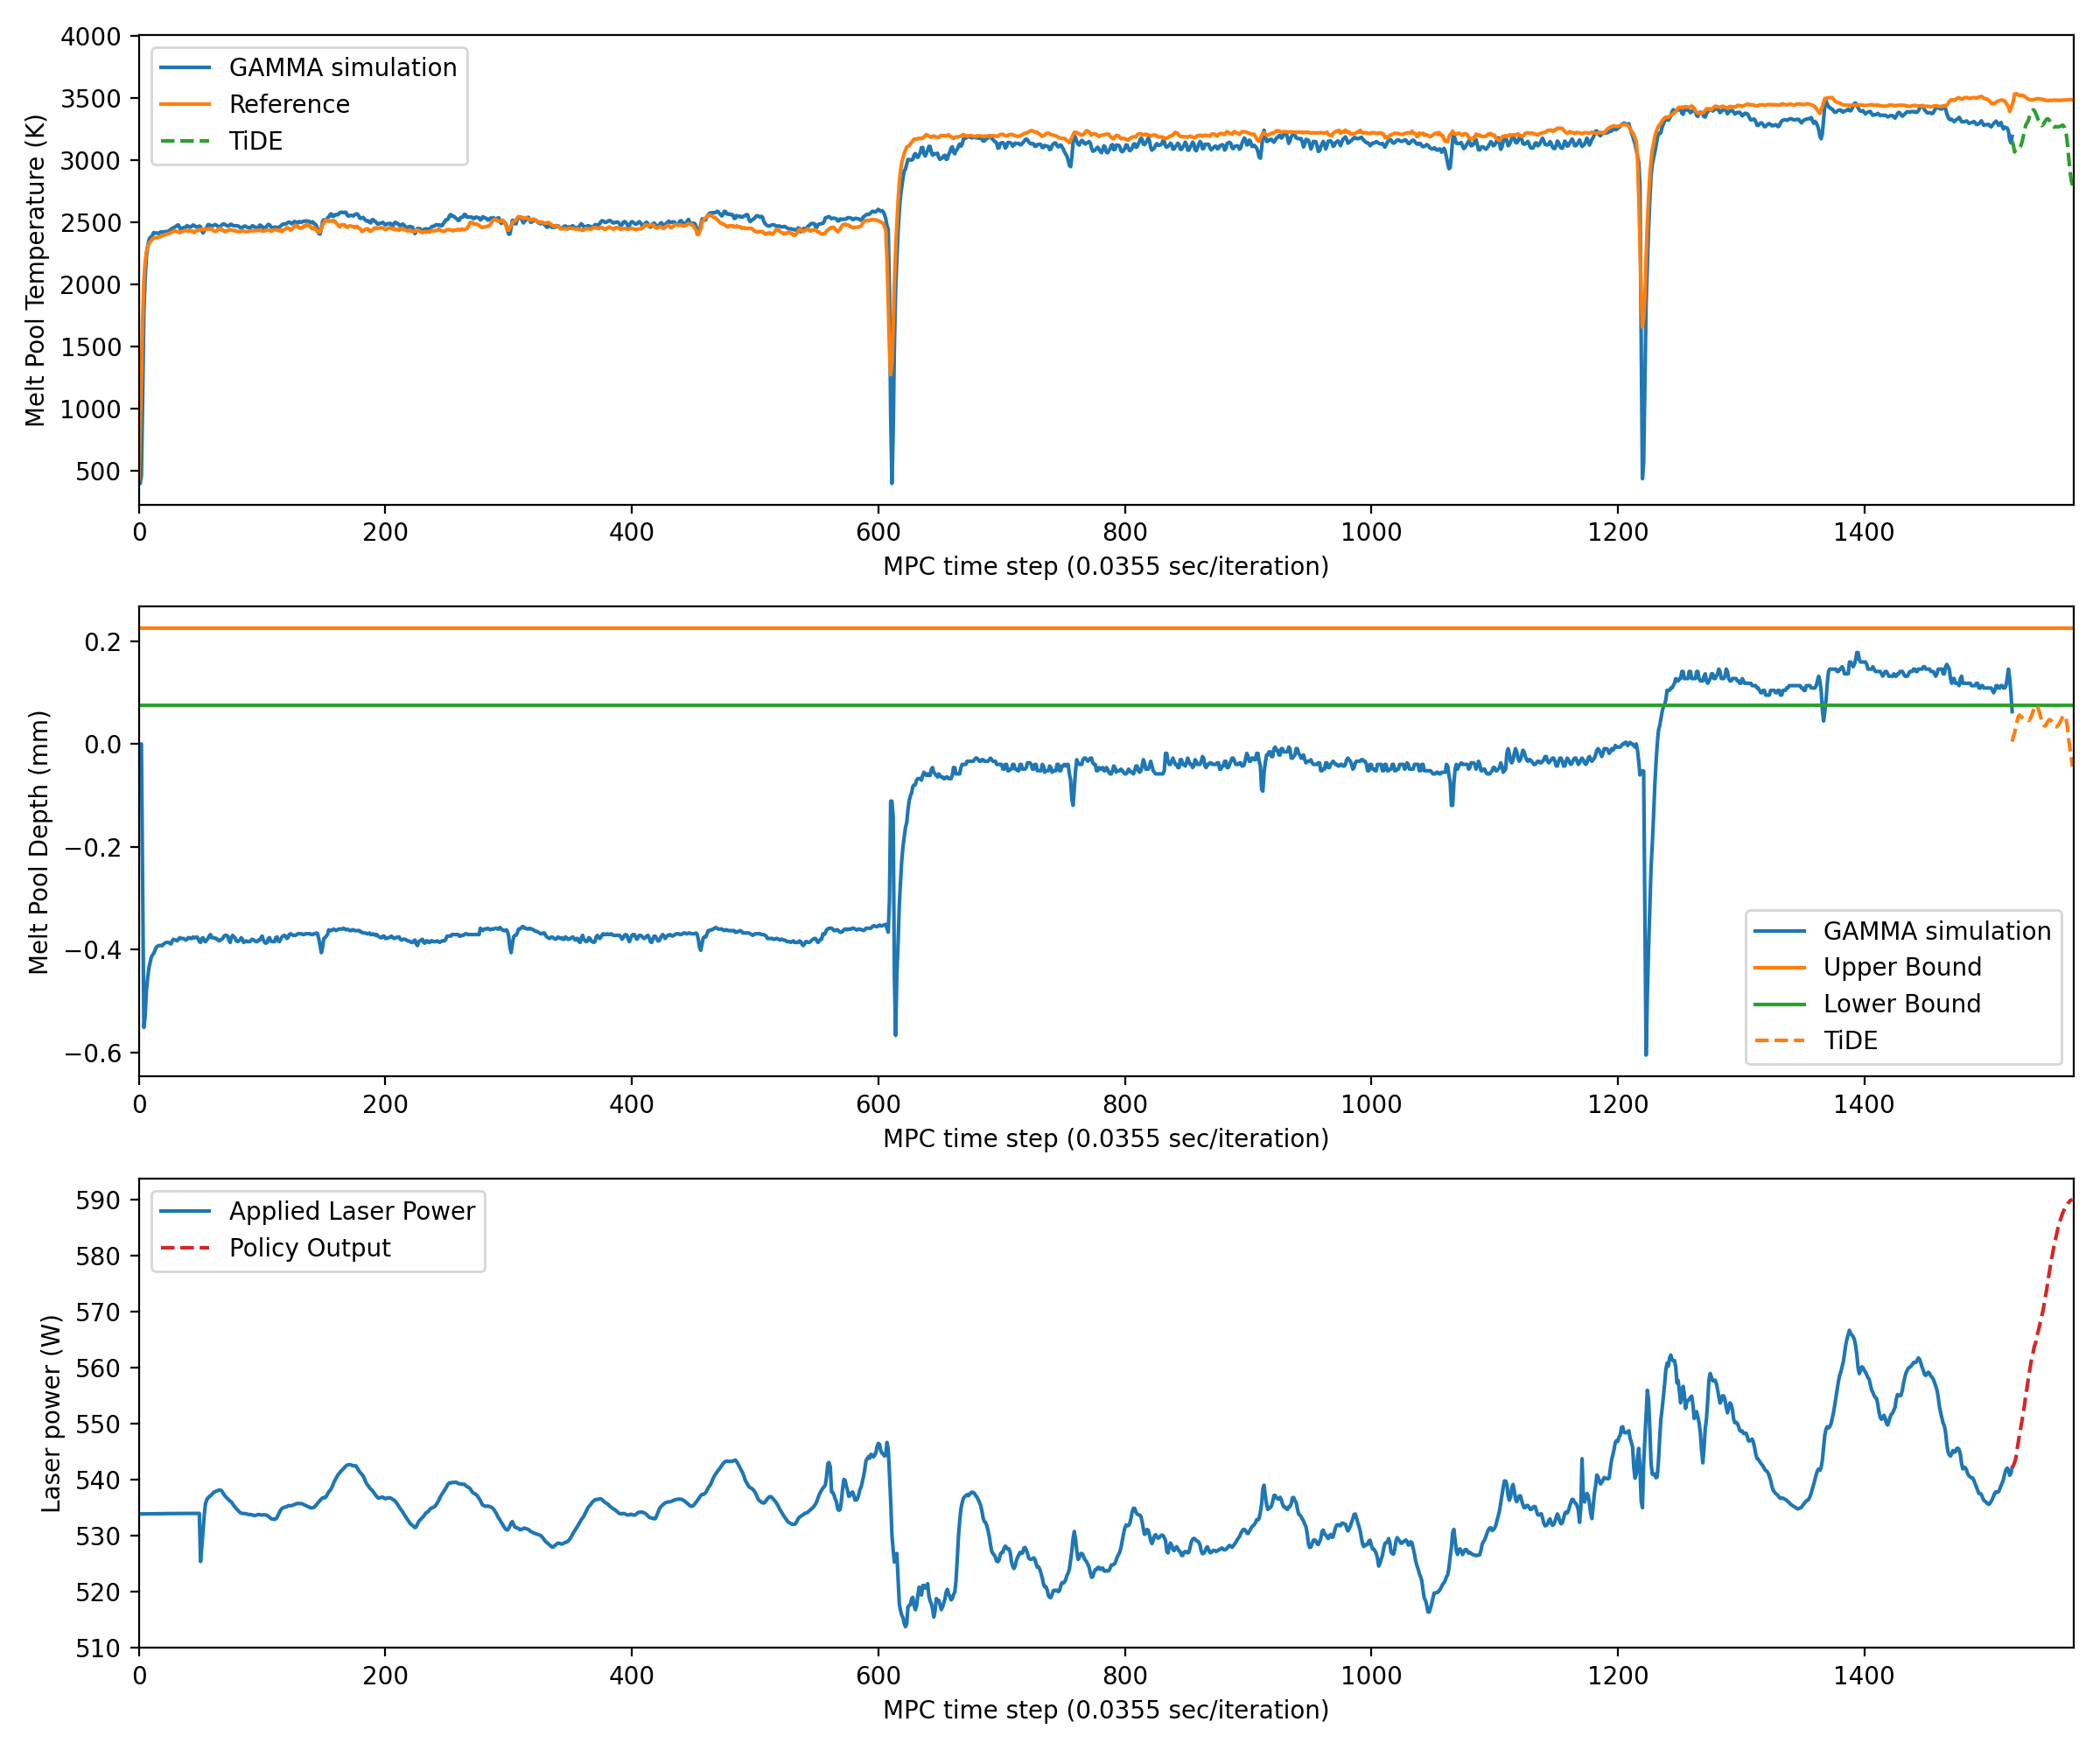 4000
3500
3000
2500
2000
1500
1000
500
Melt Pool Temperature (K)
GAMMA simulation
Reference
TiDE
0 200 400 600 800 1000 1200 1400
MPC time step (0.0355 sec/iteration)
0.2
0.0
−0.2
−0.4
−0.6
Melt Pool Depth (mm)
GAMMA simulation
Upper Bound
Lower Bound
TiDE
0 200 400 600 800 1000 1200 1400
MPC time step (0.0355 sec/iteration)
590
580
570
560
550
540
530
520
510
Laser power (W)
Applied Laser Power
Policy Output
0 200 400 600 800 1000 1200 1400
MPC time step (0.0355 sec/iteration)